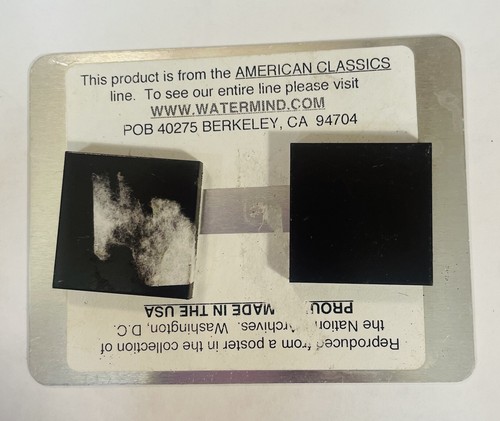 This product is from the AMERICAN CLASSICS
line. To see our entire line please visit
WWW.WATERMIND.COM
POB 40275 BERKELEY, CA 94704
Reproduced from a poster in the collection of
the Archives. Washington, D.C.
MADE IN THE USA